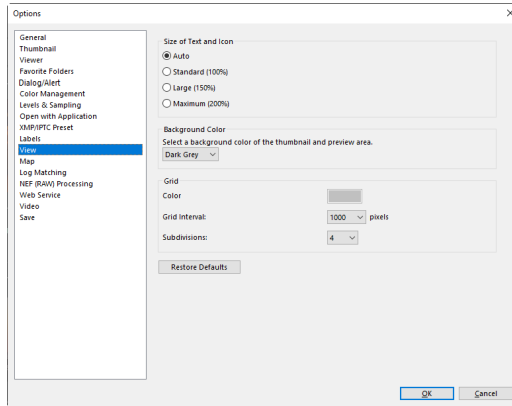 Options
General
Thumbnail
Viewer
Favorite Folders
Dialog/Alert
Color Management
Levels & Sampling
Open with Application
XMP/IPTC Preset
Labels
View
Map
Log Matching
NEF (RAW) Processing
Web Service
Video
Save
Size of Text and Icon
Auto
Standard (100%)
Large (150%)
Maximum (200%)
Background Color
Select a background color of the thumbnail and preview area.
Dark Grey
Grid
Color
Grid Interval: 1000 pixels
Subdivisions: 4
Restore Defaults
OK Cancel